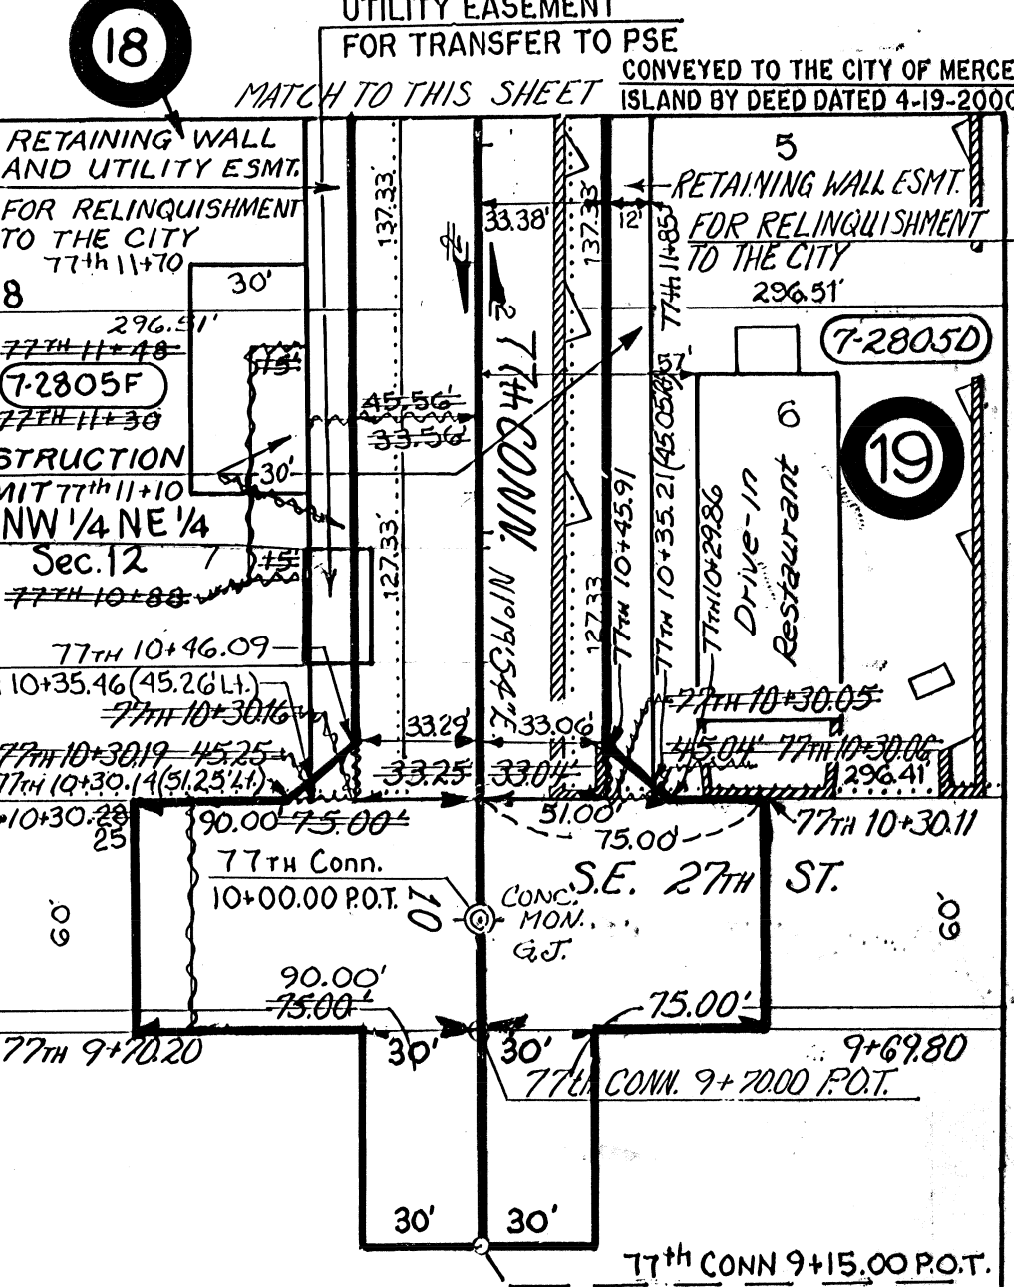 UTILITY EASEMENT
FOR TRANSFER TO PSE
18
MATCH TO THIS SHEET
CONVEYED TO THE CITY OF MERCE
ISLAND BY DEED DATED 4-19-2000
RETAINING WALL
AND UTILITY ESMT.
FOR RELINQUISHMENT
TO THE CITY
77th 11+70
30'
8
296.51'
77TH 11+48
15'
7-2805F
77TH 11+30
STRUCTION
MIT 77th 11+10
30'
NW 1/4 NE 1/4
Sec. 12
15'
77TH 10+88
137.33'
33.38'
137.33'
12'
77TH 11+85
5
RETAINING WALL ESMT.
FOR RELINQUISHMENT
TO THE CITY
296.51'
7-2805D
57'
45.56'
33.56'
77TH CONN.
6
19
Drive-In
Restaurant
127.33'
127.33
77TH 10+45.91
77TH 10+35.21 (45.05' Rt)
77TH 10+29.86
77TH 10+46.09
10+35.46 (45.26' Lt.)
77TH 10+30.16
77TH 10+30.19 45.25
77TH 10+30.14 (51.25' Lt.)
33.29'
33.06'
33.25'
33.04'
77TH 10+30.05
45.04' 77TH 10+30.06
296.41'
10+30.28
25
90.00' 75.00'
51.00'
75.00'
77TH 10+30.11
77TH Conn.
10+00.00 P.O.T.
10
CONC.
MON.
G.J.
S.E. 27TH ST.
60'
60'
90.00'
75.00'
75.00'
77TH 9+70.20
30'
30'
9+69.80
77th CONN. 9+70.00 P.O.T.
30'
30'
77th CONN 9+15.00 P.O.T.